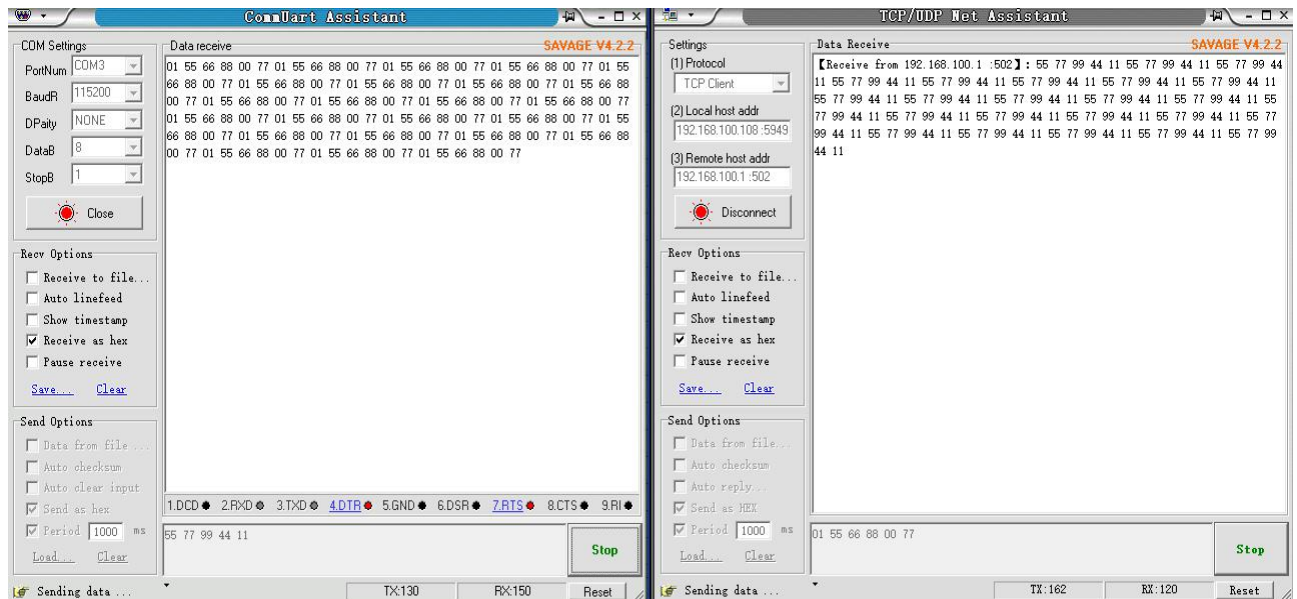 CommUart Assistant
COM Settings
PortNum COM3
BaudR 115200
DPaity NONE
DataB 8
StopB 1
Close
Recv Options
Receive to file...
Auto linefeed
Show timestamp
Receive as hex
Pause receive
Save... Clear
Send Options
Data from file ...
Auto checksum
Auto clear input
Send as hex
Period 1000 ms
Load... Clear
Data receive SAVAGE V4.2.2
01 55 66 88 00 77 01 55 66 88 00 77 01 55 66 88 00 77 01 55 66 88 00 77 01 55
66 88 00 77 01 55 66 88 00 77 01 55 66 88 00 77 01 55 66 88 00 77 01 55 66 88
00 77 01 55 66 88 00 77 01 55 66 88 00 77 01 55 66 88 00 77 01 55 66 88 00 77
01 55 66 88 00 77 01 55 66 88 00 77 01 55 66 88 00 77 01 55 66 88 00 77 01 55
66 88 00 77 01 55 66 88 00 77 01 55 66 88 00 77 01 55 66 88 00 77 01 55 66 88
00 77 01 55 66 88 00 77 01 55 66 88 00 77 01 55 66 88 00 77
1.DCD 2.RXD 3.TXD 4.DTR 5.GND 6.DSR 7.RTS 8.CTS 9.RI
55 77 99 44 11
Stop
Sending data ... TX:130 RX:150 Reset
TCP/UDP Net Assistant
Settings
(1) Protocol
TCP Client
(2) Local host addr
192.168.100.108 :5949
(3) Remote host addr
192.168.100.1 :502
Disconnect
Recv Options
Receive to file...
Auto linefeed
Show timestamp
Receive as hex
Pause receive
Save... Clear
Send Options
Data from file...
Auto checksum
Auto reply...
Send as HEX
Period 1000 ms
Load... Clear
Data Receive SAVAGE V4.2.2
【Receive from 192.168.100.1 :502】: 55 77 99 44 11 55 77 99 44 11 55 77 99 44
11 55 77 99 44 11 55 77 99 44 11 55 77 99 44 11 55 77 99 44 11 55 77 99 44 11
55 77 99 44 11 55 77 99 44 11 55 77 99 44 11 55 77 99 44 11 55 77 99 44 11 55
77 99 44 11 55 77 99 44 11 55 77 99 44 11 55 77 99 44 11 55 77 99 44 11 55 77
99 44 11 55 77 99 44 11 55 77 99 44 11 55 77 99 44 11 55 77 99 44 11 55 77 99
44 11
01 55 66 88 00 77
Stop
Sending data ... TX:162 RX:120 Reset